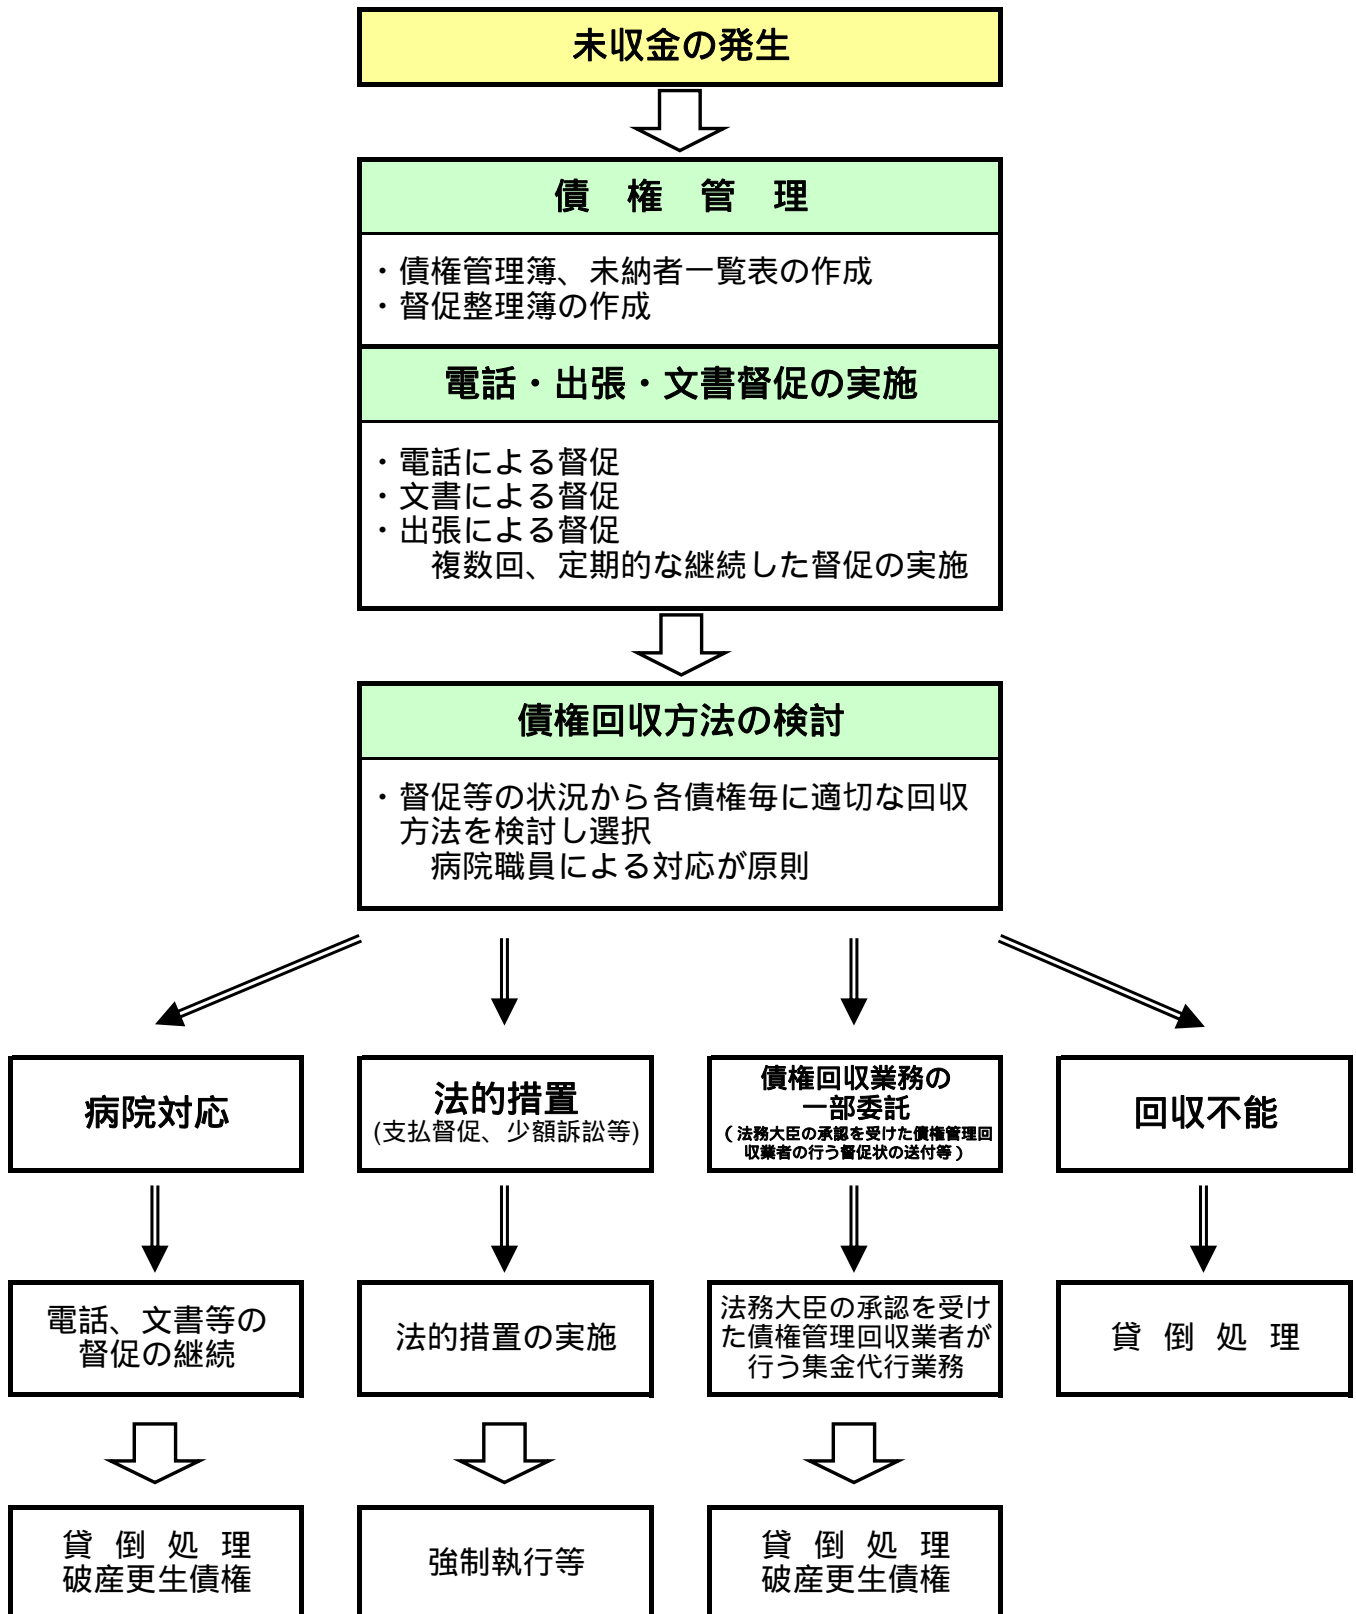 未収金の発生
債 権 管 理
・債権管理簿、未納者一覧表の作成
・督促整理簿の作成
電話・出張・文書督促の実施
・電話による督促
・文書による督促
・出張による督促
複数回、定期的な継続した督促の実施
債権回収方法の検討
・督促等の状況から各債権毎に適切な回収
方法を検討し選択
病院職員による対応が原則
病院対応
法的措置
(支払督促、少額訴訟等)
債権回収業務の
一部委託
(法務大臣の承認を受けた債権管理回
収業者の行う督促状の送付等)
回収不能
電話、文書等の
督促の継続
法的措置の実施
法務大臣の承認を受け
た債権管理回収業者が
行う集金代行業務
貸 倒 処 理
貸 倒 処 理
破産更生債権
強制執行等
貸 倒 処 理
破産更生債権